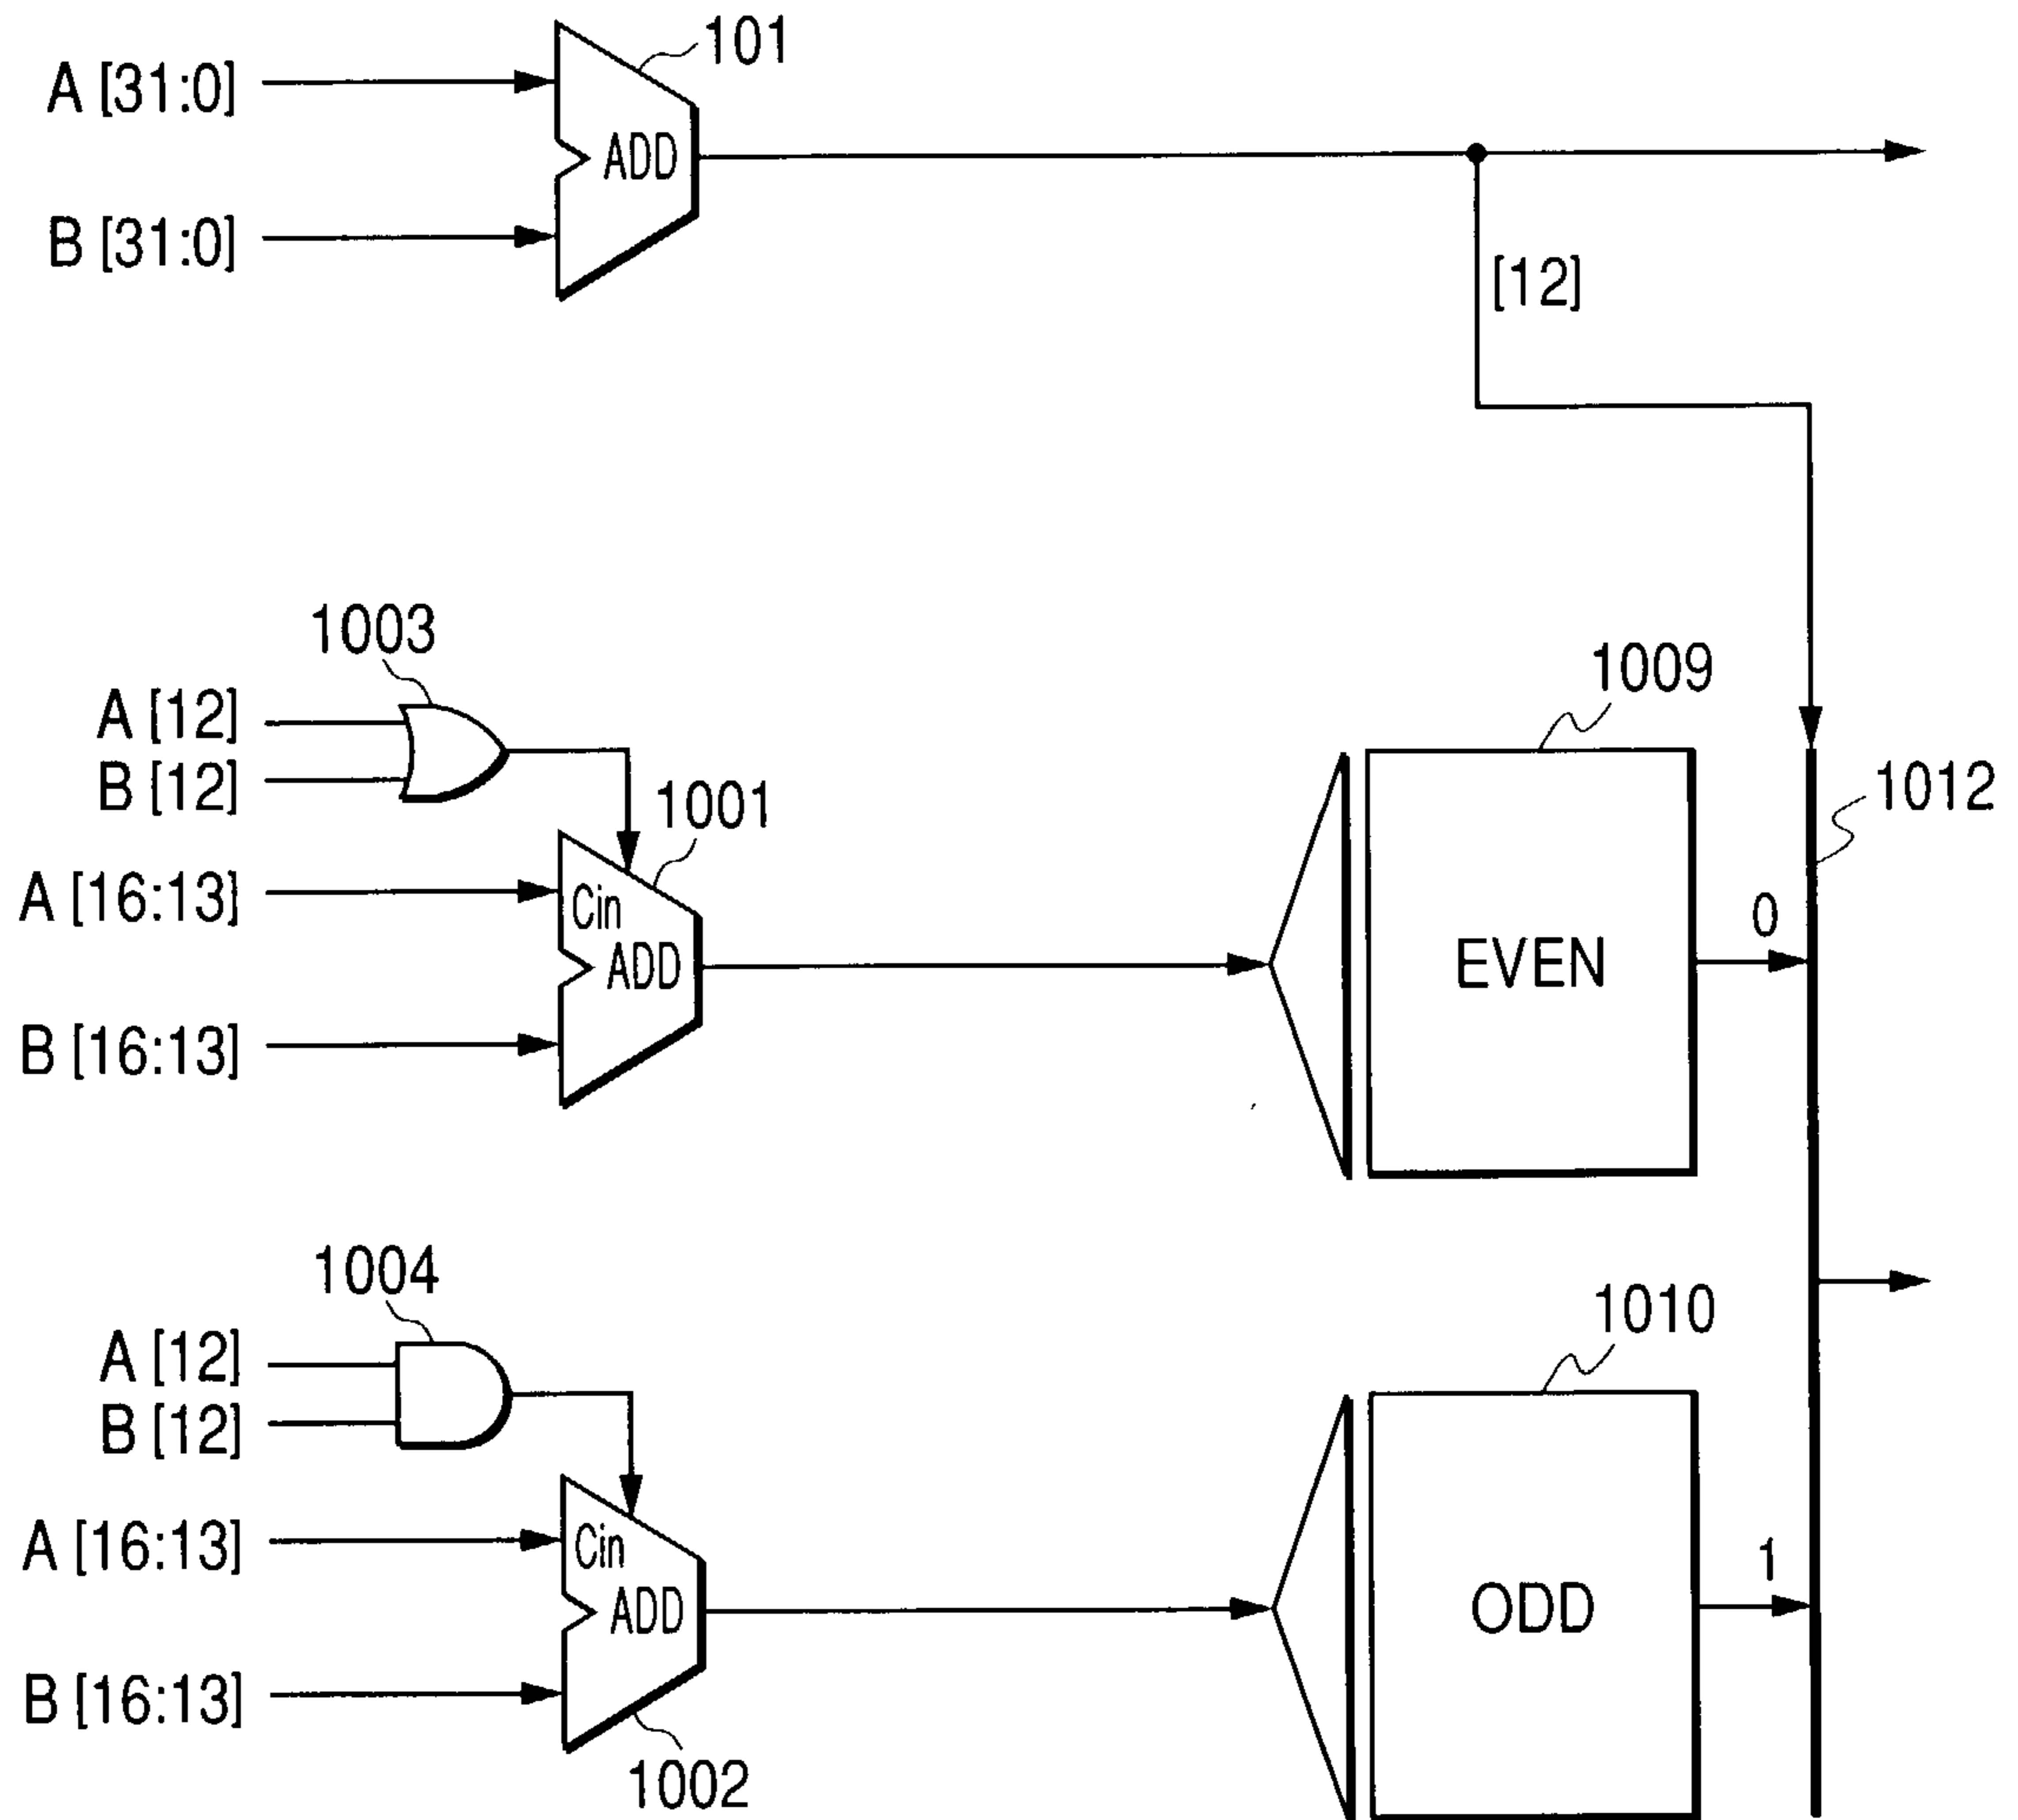 101
A [31:0]
ADD
B [31:0]
[12]
1003
1009
A [12]
B [12]
1001
1012
A [16:13]
Cin
0
ADD
EVEN
B [16:13]
1004
1010
A [12]
B [12]
A [16:13]
Cin
1
ADD
ODD
B [16:13]
1002